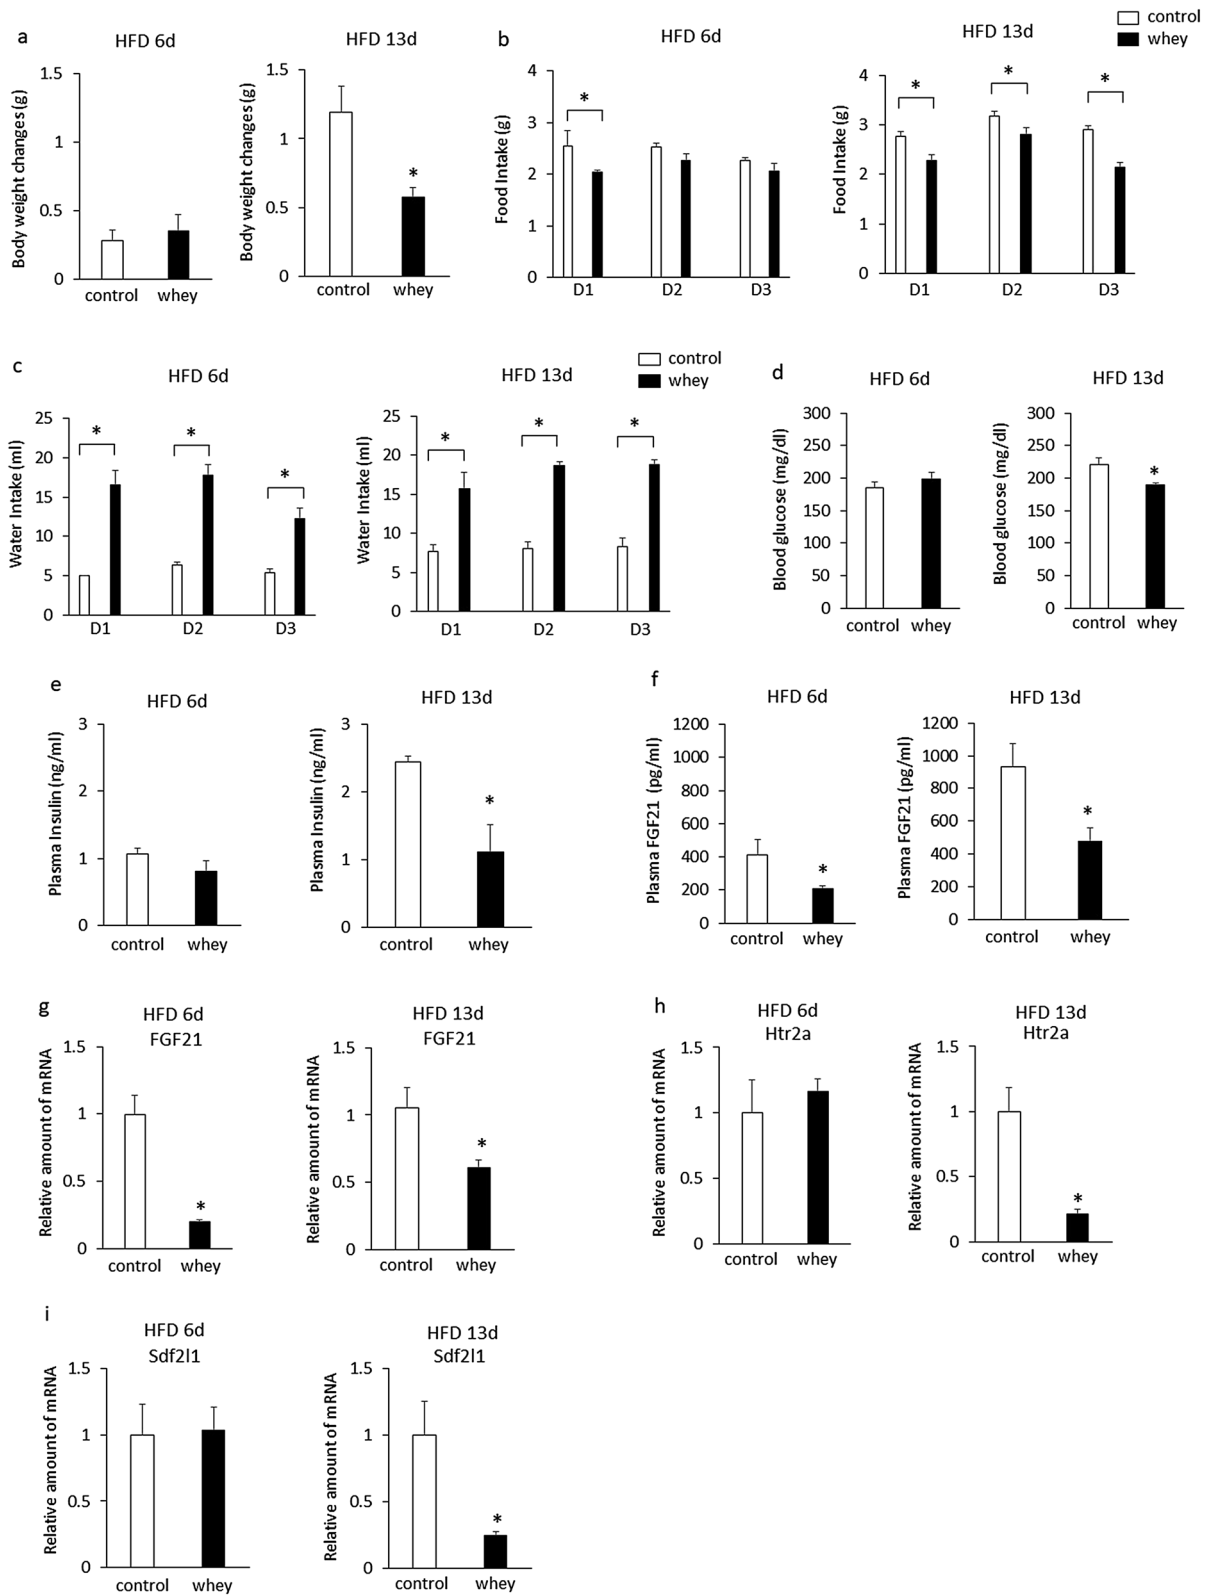 control
whey
a
HFD 6d
HFD 13d
Body weight changes (g)
1.5
1
0.5
0
control whey
Body weight changes (g)
1.5
1
0.5
0
*
control whey
b
HFD 6d
HFD 13d
Food Intake (g)
4
3
2
1
0
*
D1 D2 D3
Food Intake (g)
4
3
2
1
0
* * *
D1 D2 D3
c
HFD 6d
HFD 13d
control
whey
Water Intake (ml)
25
20
15
10
5
0
* * *
D1 D2 D3
Water Intake (ml)
25
20
15
10
5
0
* * *
D1 D2 D3
d
HFD 6d
HFD 13d
Blood glucose (mg/dl)
300
250
200
150
100
50
0
control whey
Blood glucose (mg/dl)
300
250
200
150
100
50
0
*
control whey
e
HFD 6d
HFD 13d
Plasma Insulin (ng/ml)
3
2
1
0
control whey
Plasma Insulin (ng/ml)
3
2
1
0
*
control whey
f
HFD 6d
HFD 13d
Plasma FGF21 (pg/ml)
1200
1000
800
600
400
200
0
*
control whey
Plasma FGF21 (pg/ml)
1200
1000
800
600
400
200
0
*
control whey
g
HFD 6d
FGF21
HFD 13d
FGF21
Relative amount of mRNA
1.5
1
0.5
0
*
control whey
Relative amount of mRNA
1.5
1
0.5
0
*
control whey
h
HFD 6d
Htr2a
HFD 13d
Htr2a
Relative amount of mRNA
1.5
1
0.5
0
control whey
Relative amount of mRNA
1.5
1
0.5
0
*
control whey
i
HFD 6d
Sdf2l1
HFD 13d
Sdf2l1
Relative amount of mRNA
1.5
1
0.5
0
control whey
Relative amount of mRNA
1.5
1
0.5
0
*
control whey